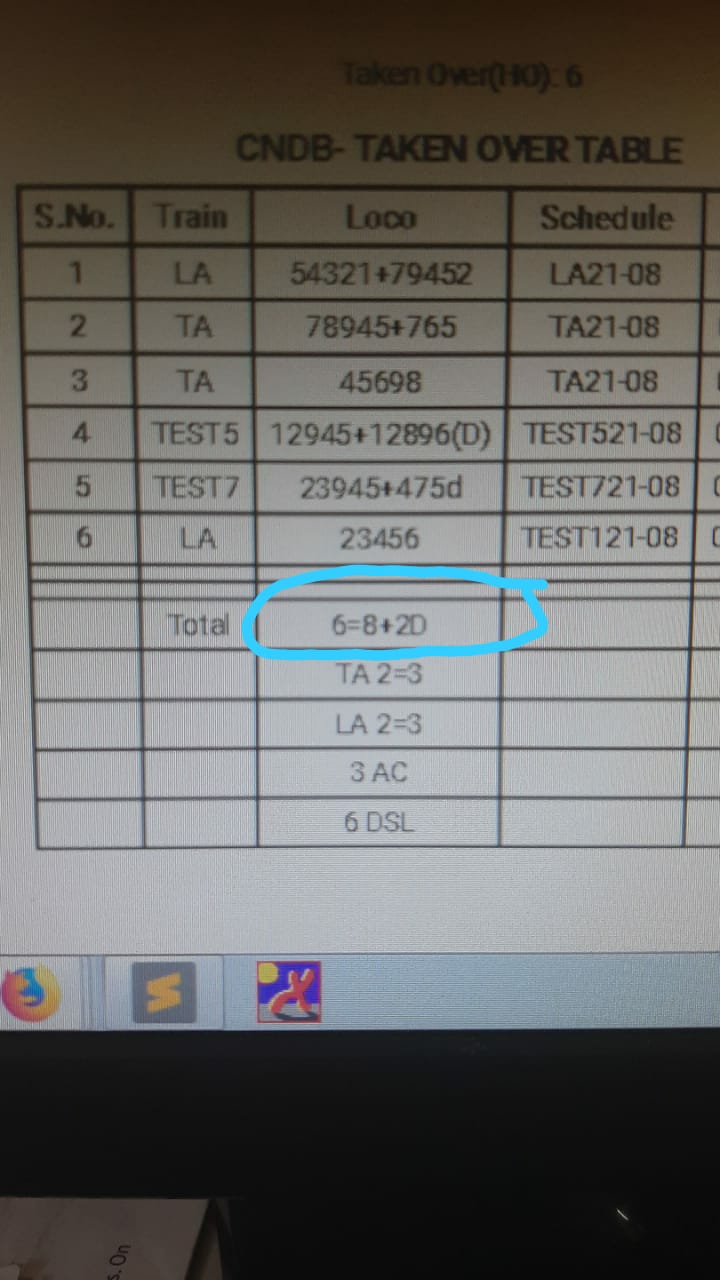 Taken Over(HO): 6
CNDB- TAKEN OVER TABLE
S.No. Train Loco Schedule
1 LA 54321+79452 LA21-08
2 TA 78945+765 TA21-08
3 TA 45698 TA21-08
4 TEST5 12945+12896(D) TEST521-08
5 TEST7 23945+475d TEST721-08
6 LA 23456 TEST121-08
Total 6=8+2D
TA 2=3
LA 2=3
3 AC
6 DSL
s. On